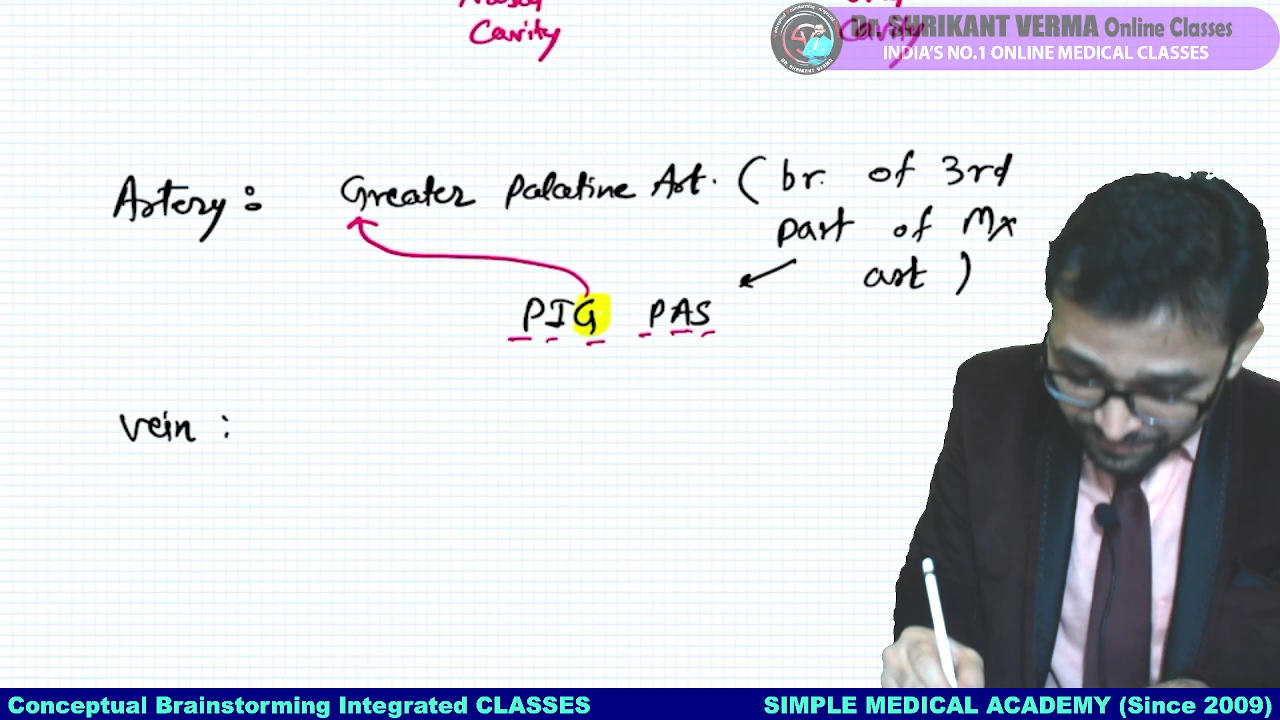 Cavity
Cavity
Dr. SHRIKANT VERMA Online Classes
INDIA'S NO.1 ONLINE MEDICAL CLASSES
Artery: Greater Palatine Art. (br. of 3rd
part of Mx
art)
PIG PAS
Vein :
Conceptual Brainstorming Integrated CLASSES
SIMPLE MEDICAL ACADEMY (Since 2009)